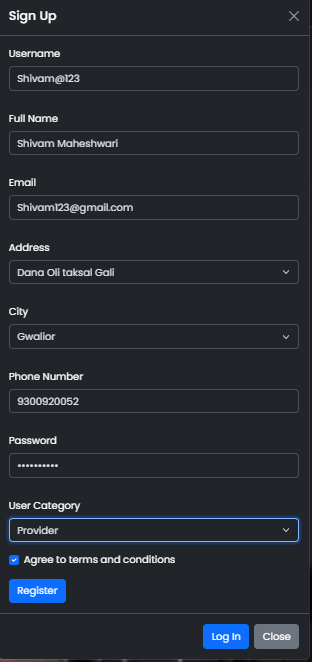 Sign Up
Username
Shivam@123
Full Name
Shivam Maheshwari
Email
Shivam123@gmail.com
Address
Dana Oli taksal Gali
City
Gwalior
Phone Number
9300920052
Password
••••••••••
User Category
Provider
Agree to terms and conditions
Register
Log In Close